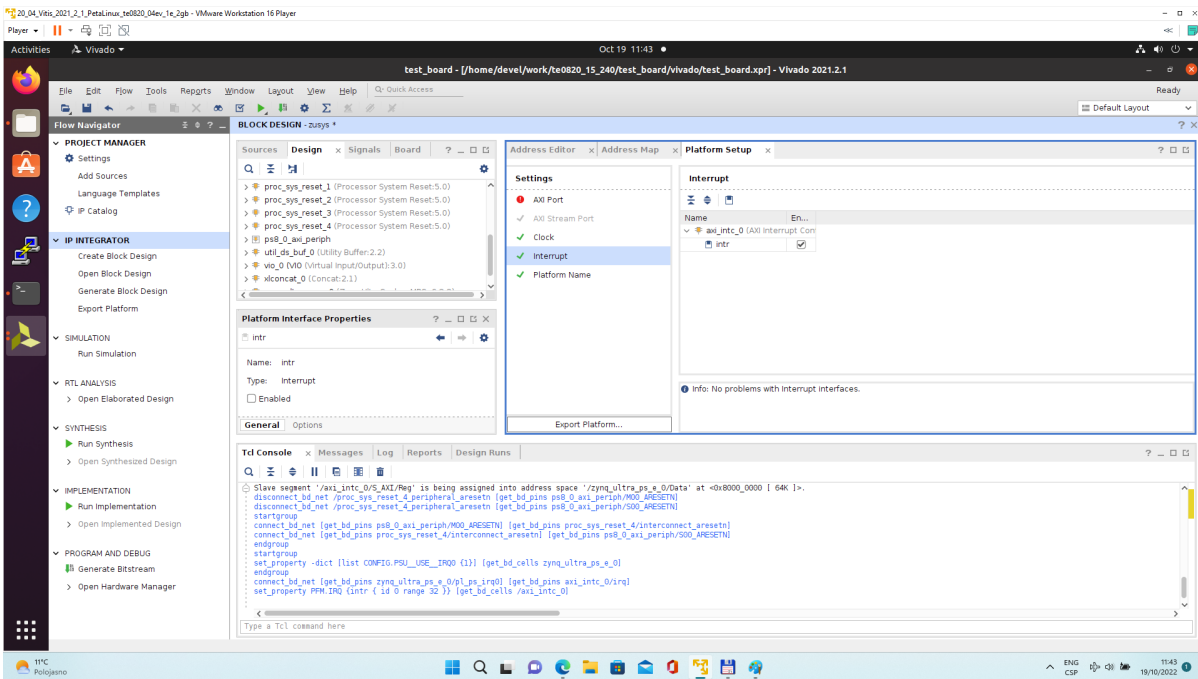 20_04_Vitis_2021_2_1_PetaLinux_te0820_04ev_1e_2gb - VMware Workstation 16 Player
Player
Activities Vivado Oct 19 11:43
test_board - [/home/devel/work/te0820_15_240/test_board/vivado/test_board.xpr] - Vivado 2021.2.1
File Edit Flow Tools Reports Window Layout View Help Quick Access Ready
Default Layout
Flow Navigator
BLOCK DESIGN - zusys *
PROJECT MANAGER
Settings
Add Sources
Language Templates
IP Catalog
IP INTEGRATOR
Create Block Design
Open Block Design
Generate Block Design
Export Platform
SIMULATION
Run Simulation
RTL ANALYSIS
Open Elaborated Design
SYNTHESIS
Run Synthesis
Open Synthesized Design
IMPLEMENTATION
Run Implementation
Open Implemented Design
PROGRAM AND DEBUG
Generate Bitstream
Open Hardware Manager
Sources Design Signals Board
proc_sys_reset_1 (Processor System Reset:5.0)
proc_sys_reset_2 (Processor System Reset:5.0)
proc_sys_reset_3 (Processor System Reset:5.0)
proc_sys_reset_4 (Processor System Reset:5.0)
ps8_0_axi_periph
util_ds_buf_0 (Utility Buffer:2.2)
vio_0 (VIO (Virtual Input/Output):3.0)
xlconcat_0 (Concat:2.1)
Platform Interface Properties
intr
Name: intr
Type: Interrupt
Enabled
General Options
Address Editor Address Map Platform Setup
Settings
AXI Port
AXI Stream Port
Clock
Interrupt
Platform Name
Export Platform...
Interrupt
Name En...
axi_intc_0 (AXI Interrupt Con
intr
Info: No problems with Interrupt interfaces.
Tcl Console Messages Log Reports Design Runs
Slave segment '/axi_intc_0/S_AXI/Reg' is being assigned into address space '/zynq_ultra_ps_e_0/Data' at <0x8000_0000 [ 64K ]>.
disconnect_bd_net /proc_sys_reset_4_peripheral_aresetn [get_bd_pins ps8_0_axi_periph/M00_ARESETN]
disconnect_bd_net /proc_sys_reset_4_peripheral_aresetn [get_bd_pins ps8_0_axi_periph/S00_ARESETN]
startgroup
connect_bd_net [get_bd_pins ps8_0_axi_periph/M00_ARESETN] [get_bd_pins proc_sys_reset_4/interconnect_aresetn]
connect_bd_net [get_bd_pins proc_sys_reset_4/interconnect_aresetn] [get_bd_pins ps8_0_axi_periph/S00_ARESETN]
endgroup
startgroup
set_property -dict [list CONFIG.PSU__USE__IRQ0 {1}] [get_bd_cells zynq_ultra_ps_e_0]
endgroup
connect_bd_net [get_bd_pins zynq_ultra_ps_e_0/pl_ps_irq0] [get_bd_pins axi_intc_0/irq]
set_property PFM.IRQ {intr { id 0 range 32 }} [get_bd_cells /axi_intc_0]
Type a Tcl command here
11°C
Polojasno
ENG
CSP
11:43
19/10/2022
1